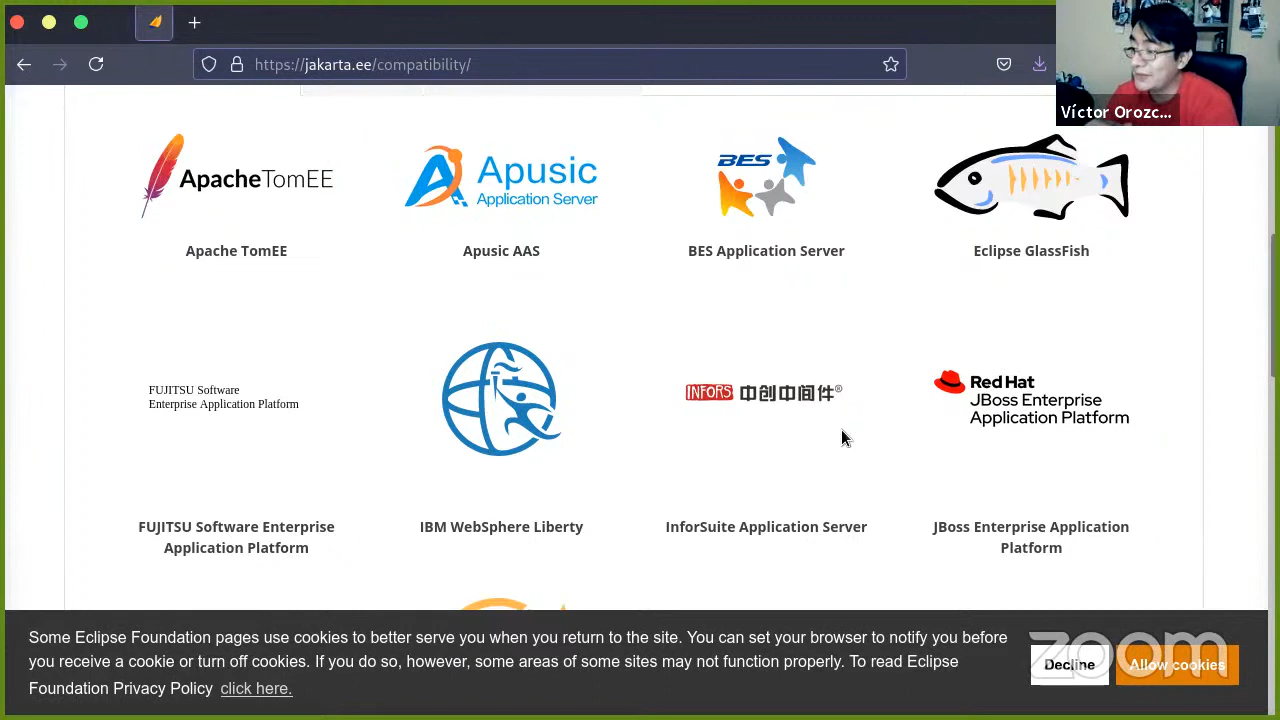 https://jakarta.ee/compatibility/
Víctor Orozc...
ApacheTomEE
Apusic
Application Server
BES
Apache TomEE
Apusic AAS
BES Application Server
Eclipse GlassFish
FUJITSU Software
Enterprise Application Platform
INFORS 中创中间件®
Red Hat
JBoss Enterprise
Application Platform
FUJITSU Software Enterprise
Application Platform
IBM WebSphere Liberty
InforSuite Application Server
JBoss Enterprise Application
Platform
Some Eclipse Foundation pages use cookies to better serve you when you return to the site. You can set your browser to notify you before
you receive a cookie or turn off cookies. If you do so, however, some areas of some sites may not function properly. To read Eclipse
Foundation Privacy Policy click here.
Decline
Allow cookies
zoom